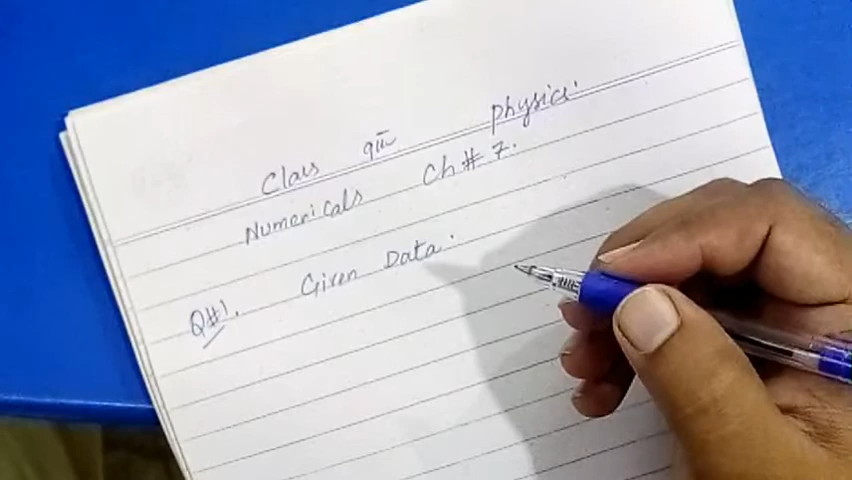 Class 9th Physics.
Numericals Ch # 7.
Q#1. Given Data.